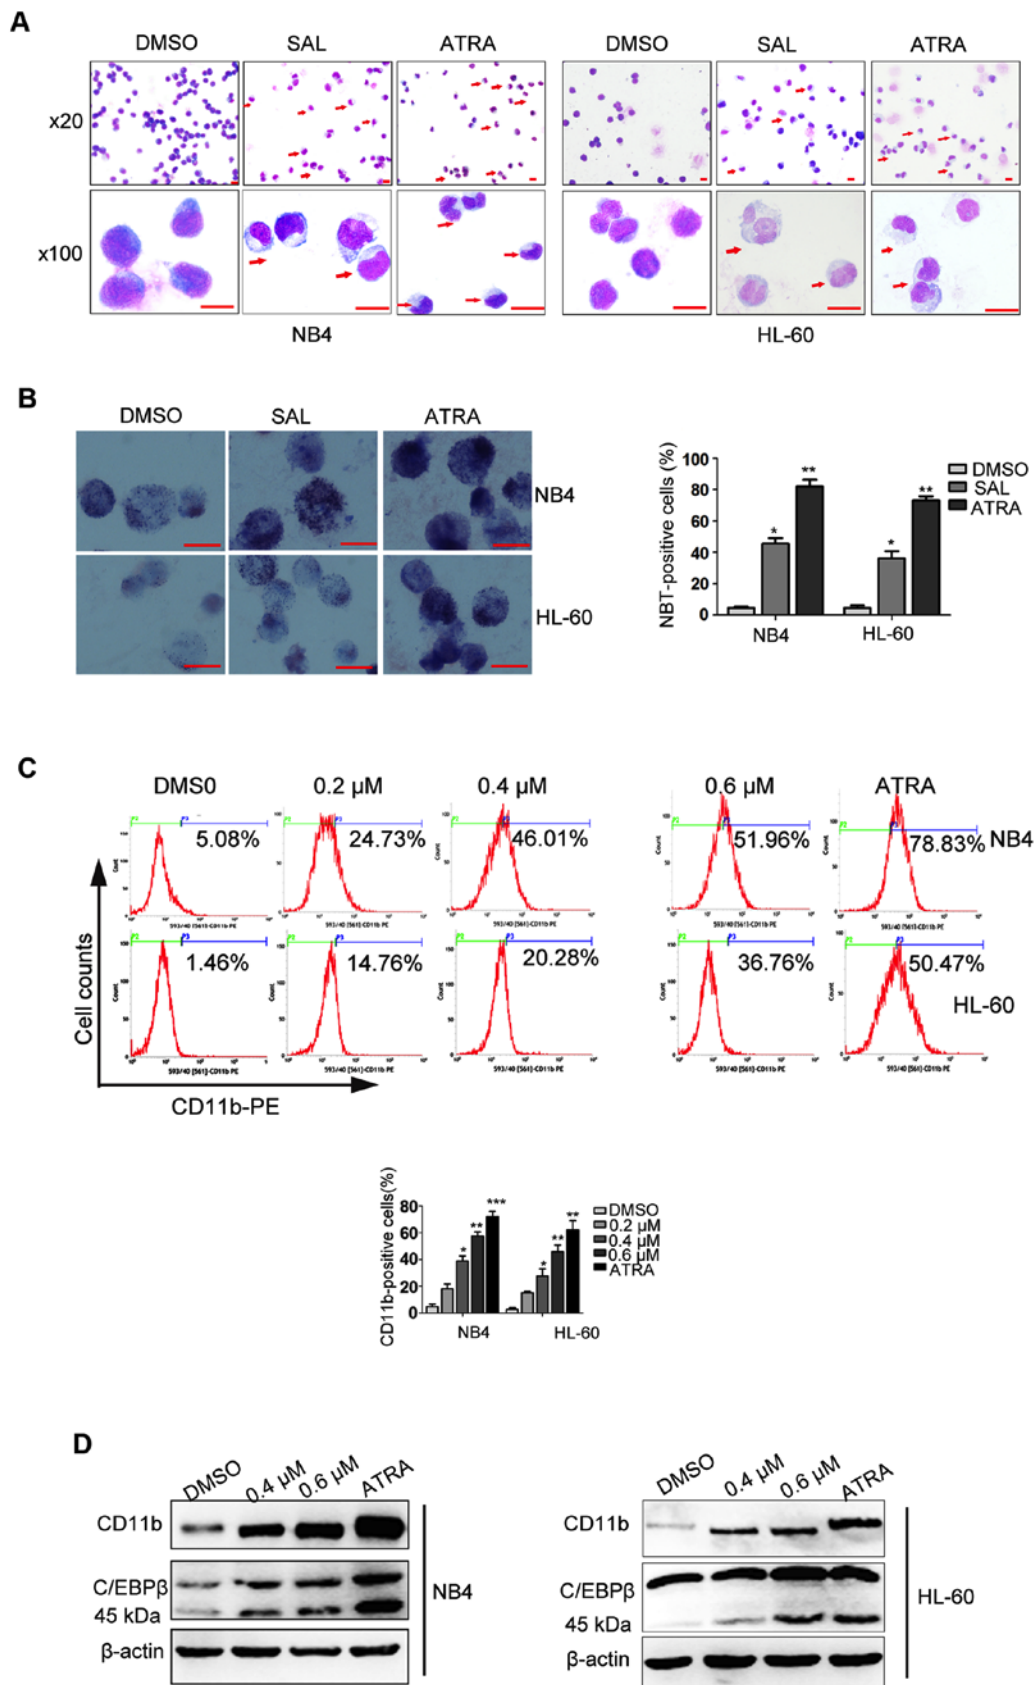 A
DMSO SAL ATRA DMSO SAL ATRA
x20
x100
NB4 HL-60
B
DMSO SAL ATRA
NB4
HL-60
NBT-positive cells (%)
100
80
60
40
20
0
* ** * **
NB4 HL-60
DMSO
SAL
ATRA
C
DMS0 0.2 µM 0.4 µM 0.6 µM ATRA
5.08% 24.73% 46.01% 51.96% 78.83% NB4
1.46% 14.76% 20.28% 36.76% 50.47%
HL-60
Cell counts
CD11b-PE
CD11b-positive cells(%)
80
60
40
20
0
* ** *** * ** **
NB4 HL-60
DMSO
0.2 µM
0.4 µM
0.6 µM
ATRA
D
DMSO 0.4 µM 0.6 µM ATRA
CD11b
C/EBPβ
45 kDa
β-actin
NB4
DMSO 0.4 µM 0.6 µM ATRA
CD11b
C/EBPβ
45 kDa
β-actin
HL-60